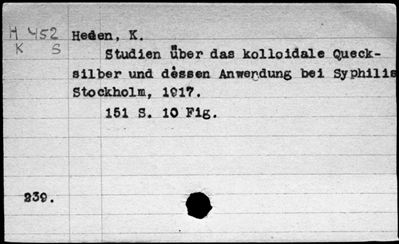 H 452
K S
Heden, K.
Studien über das kolloidale Queck-
silber und dessen Anwendung bei Syphilis
Stockholm, 1917.
151 S. 10 Fig.
239.